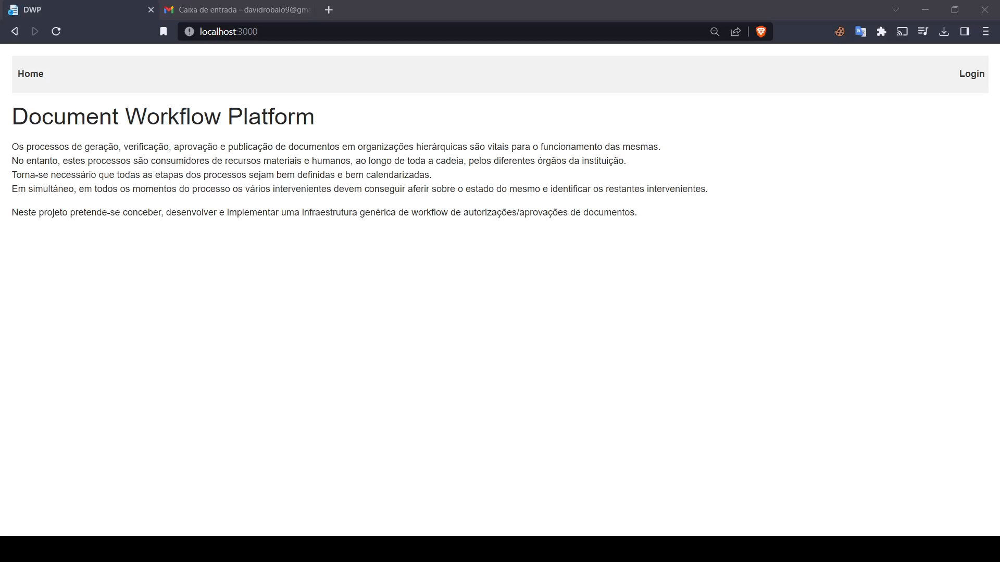 DWP
Caixa de entrada - davidrobalo9@gma
localhost:3000
Home
Login
Document Workflow Platform
Os processos de geração, verificação, aprovação e publicação de documentos em organizações hierárquicas são vitais para o funcionamento das mesmas.
No entanto, estes processos são consumidores de recursos materiais e humanos, ao longo de toda a cadeia, pelos diferentes órgãos da instituição.
Torna-se necessário que todas as etapas dos processos sejam bem definidas e bem calendarizadas.
Em simultâneo, em todos os momentos do processo os vários intervenientes devem conseguir aferir sobre o estado do mesmo e identificar os restantes intervenientes.
Neste projeto pretende-se conceber, desenvolver e implementar uma infraestrutura genérica de workflow de autorizações/aprovações de documentos.